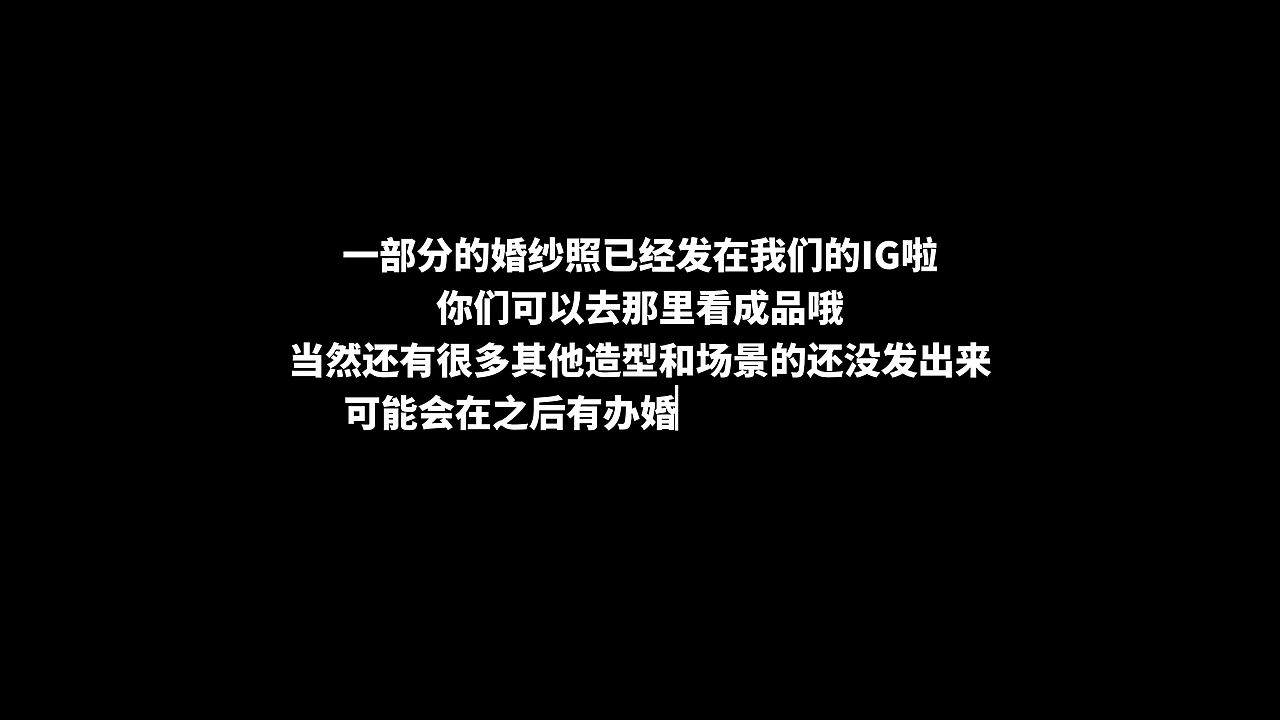 一部分的婚纱照已经发在我们的IG啦
你们可以去那里看成品哦
当然还有很多其他造型和场景的还没发出来
可能会在之后有办婚